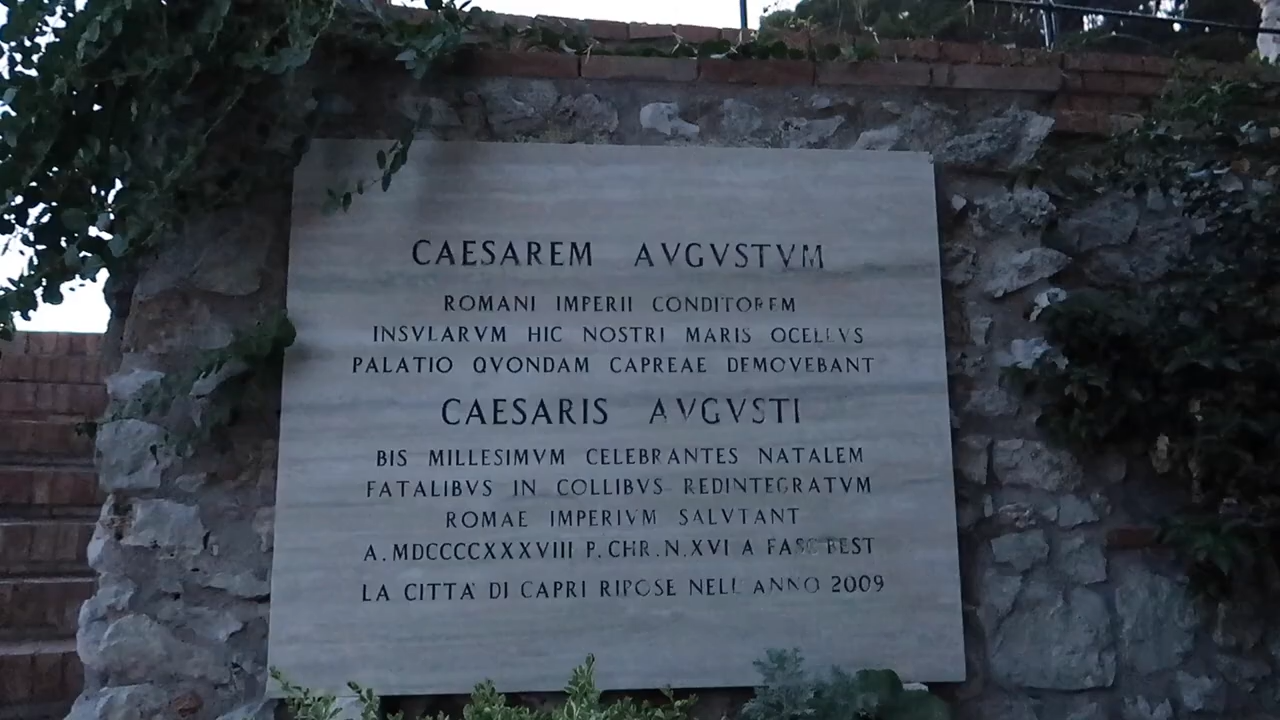 CAESAREM AVGVSTVM
ROMANI IMPERII CONDITOREM
INSVLARVM HIC NOSTRI MARIS OCELLVS
PALATIO QVONDAM CAPREAE DEMOVEBANT
CAESARIS AVGVSTI
BIS MILLESIMVM CELEBRANTES NATALEM
FATALIBVS IN COLLIBVS REDINTEGRATVM
ROMAE IMPERIVM SALVTANT
A. MDCCCCXXXVIII P. CHR. N. XVI A FASC REST
LA CITTA' DI CAPRI RIPOSE NELL ANNO 2009